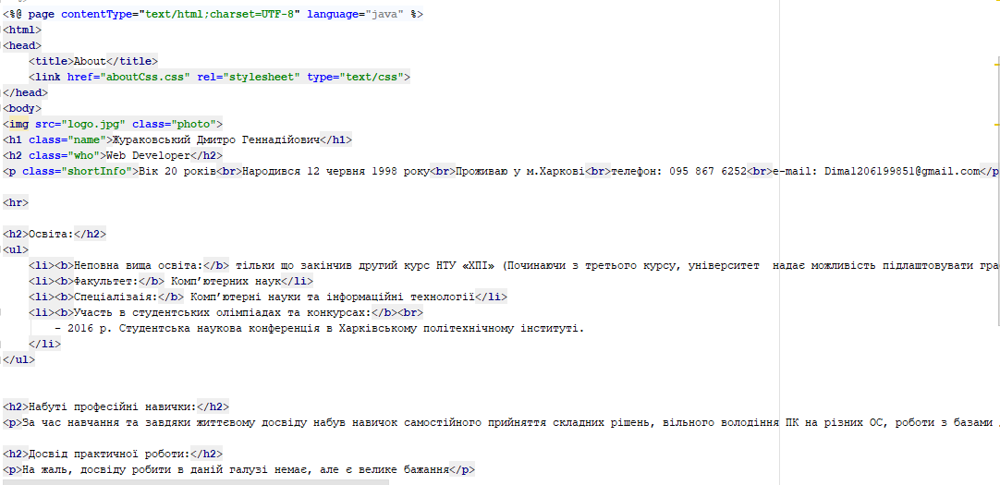 <%@ page contentType="text/html;charset=UTF-8" language="java" %>
<html>
<head>
<title>About</title>
<link href="aboutCss.css" rel="stylesheet" type="text/css">
</head>
<body>
<img src="logo.jpg" class="photo">
<h1 class="name">Жураковський Дмитро Геннадійович</h1>
<h2 class="who">Web Developer</h2>
<p class="shortInfo">Вік 20 років<br>Народився 12 червня 1998 року<br>Проживаю у м.Харкові<br>телефон: 095 867 6252<br>e-mail: Dima1206199851@gmail.com</p
<hr>
<h2>Освіта:</h2>
<ul>
<li><b>Неповна вища освіта:</b> тільки що закінчив другий курс НТУ «ХПІ» (Починаючи з третього курсу, університет надає можливість підлаштовувати гра
<li><b>Факультет:</b> Комп’ютерних наук</li>
<li><b>Спеціалізаія:</b> Комп’ютерні науки та інформаційні технології</li>
<li><b>Участь в студентських олімпіадах та конкурсах:</b><br>
- 2016 р. Студентська наукова конференція в Харківському політехнічному інституті.
</li>
</ul>
<h2>Набуті професійні навички:</h2>
<p>За час навчання та завдяки життєвому досвіду набув навичок самостійного прийняття складних рішень, вільного володіння ПК на різних ОС, роботи з базами
<h2>Досвід практичної роботи:</h2>
<p>На жаль, досвіду робити в даній галузі немає, але є велике бажання</p>